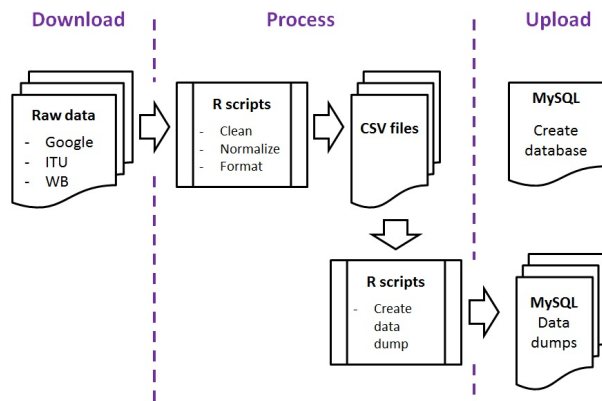 Download
Process
Upload
Raw data
- Google
- ITU
- WB
R scripts
- Clean
- Normalize
- Format
CSV files
MySQL
Create
database
R scripts
- Create
data
dump
MySQL
Data
dumps